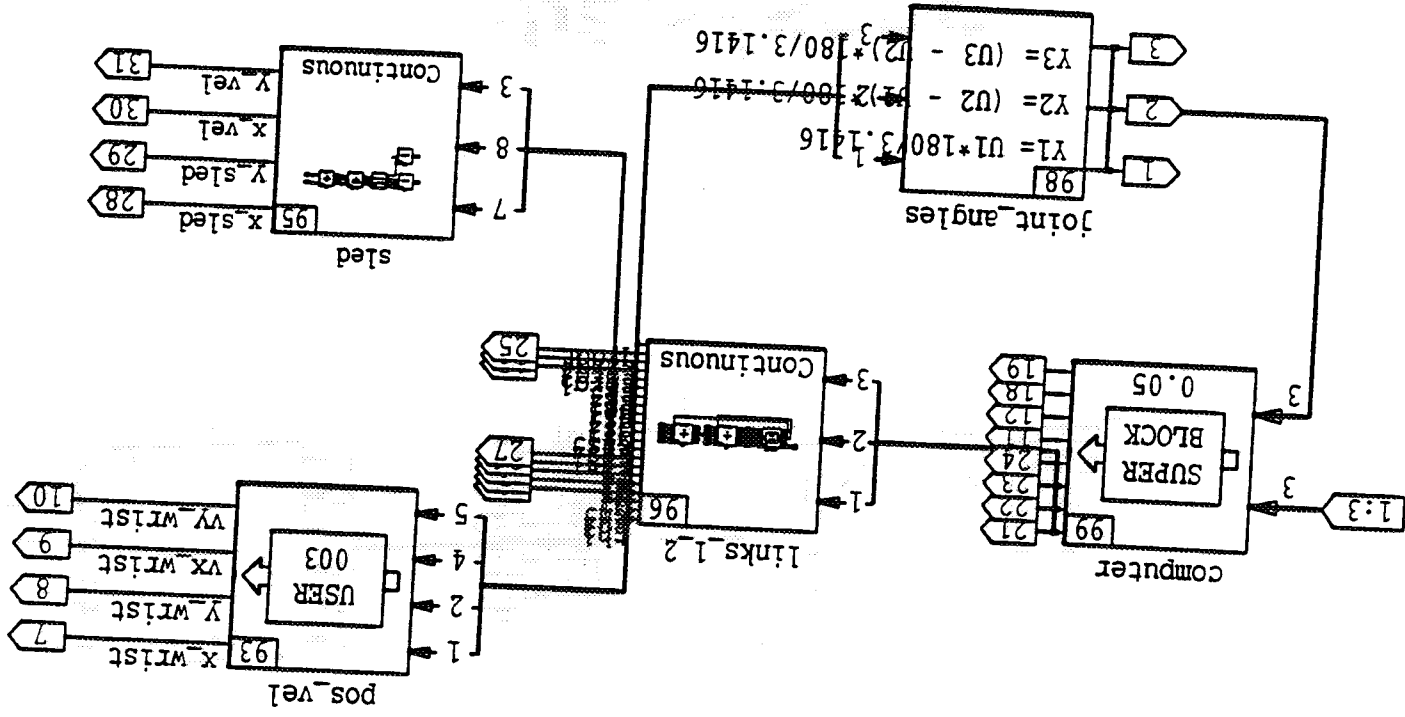 pos_vel
1
2
4
5
93
USER
003
x_wrist
7
y_wrist
8
vx_wrist
9
vy_wrist
10
computer
1:3
3
3
99
SUPER
BLOCK
0.05
21
22
23
24
11
12
18
19
links_1_2
1
2
3
96
Continuous
27
25
sled
7
8
3
95
Continuous
x_sled
28
y_sled
29
x_vel
30
y_vel
31
joint_angles
98
1
2
3
Y1= U1*180/3.1416
Y2= (U2 - U1)*180/3.1416
Y3= (U3 - U2)*180/3.1416
1
2
3